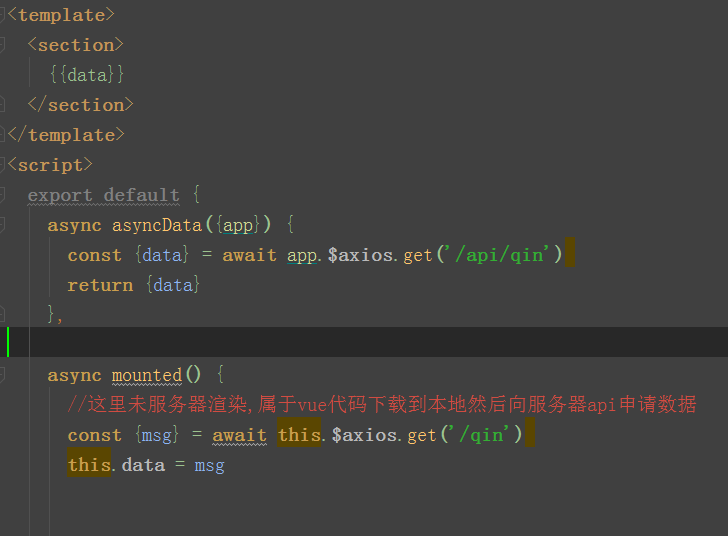 <template>
<section>
{{data}}
</section>
</template>
<script>
export default {
async asyncData({app}) {
const {data} = await app.$axios.get('/api/qin')
return {data}
},
async mounted() {
//这里未服务器渲染,属于vue代码下载到本地然后向服务器api申请数据
const {msg} = await this.$axios.get('/qin')
this.data = msg